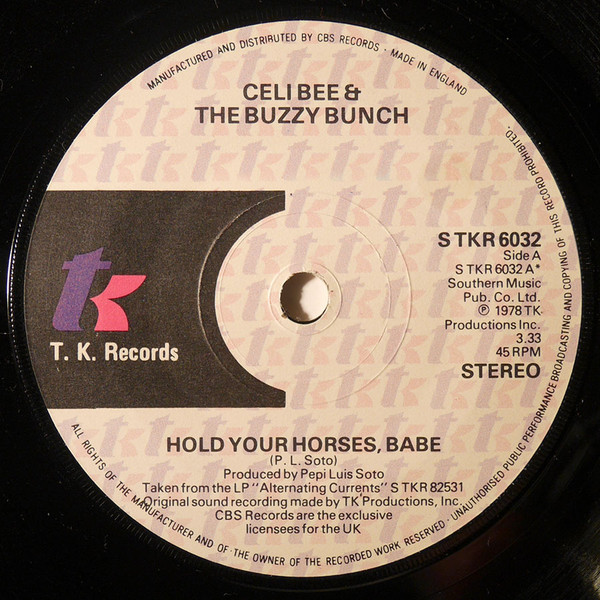 MANUFACTURED AND DISTRIBUTED BY CBS RECORDS · MADE IN ENGLAND
CELI BEE &
THE BUZZY BUNCH
tk
T. K. Records
S TKR 6032
Side A
S TKR 6032 A*
Southern Music
Pub. Co. Ltd.
℗ 1978 TK
Productions Inc.
3.33
45 RPM
STEREO
HOLD YOUR HORSES, BABE
(P. L. Soto)
Produced by Pepi Luis Soto
Taken from the LP "Alternating Currents" S TKR 82531
Original sound recording made by TK Productions, Inc.
CBS Records are the exclusive
licensees for the UK
ALL RIGHTS OF THE MANUFACTURER AND OF THE OWNER OF THE RECORDED WORK RESERVED · UNAUTHORISED PUBLIC PERFORMANCE BROADCASTING AND COPYING OF THIS RECORD PROHIBITED.